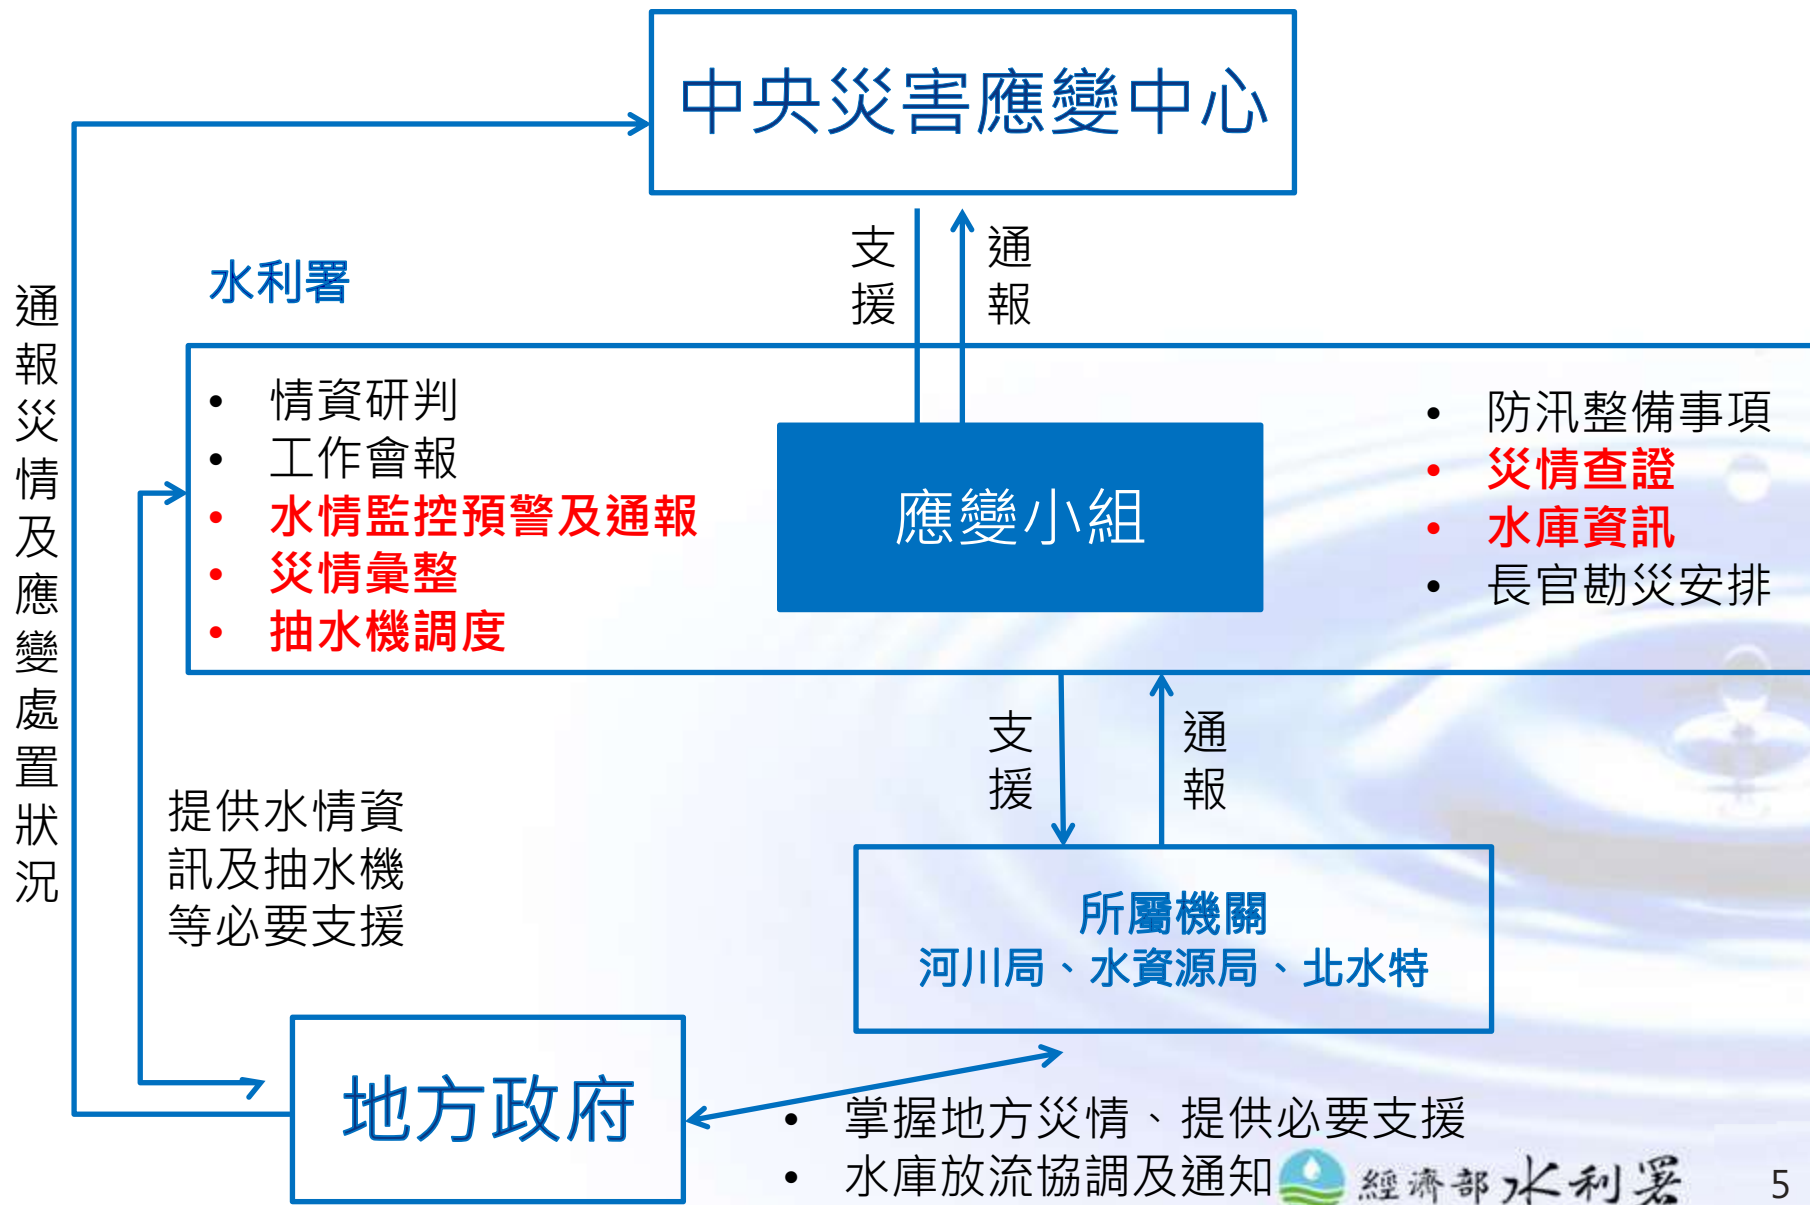 中央災害應變中心
支援
通報
水利署
通報災情及應變處置狀況
• 情資研判
• 工作會報
• 水情監控預警及通報
• 災情彙整
• 抽水機調度
應變小組
• 防汛整備事項
• 災情查證
• 水庫資訊
• 長官勘災安排
支援
通報
提供水情資
訊及抽水機
等必要支援
所屬機關
河川局、水資源局、北水特
地方政府
• 掌握地方災情、提供必要支援
• 水庫放流協調及通知
經濟部水利署
5